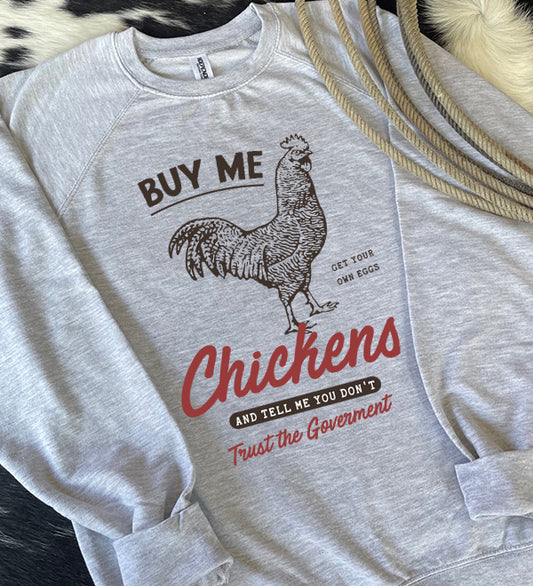 BUY ME
GET YOUR
OWN EGGS
Chickens
AND TELL ME YOU DON'T
Trust the Goverment